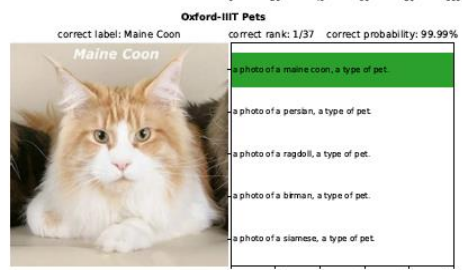 Oxford-IIIT Pets
correct label: Maine Coon
correct rank: 1/37
correct probability: 99.99%
Maine Coon
a photo of a maine coon, a type of pet.
a photo of a persian, a type of pet.
a photo of a ragdoll, a type of pet.
a photo of a birman, a type of pet.
a photo of a siamese, a type of pet.